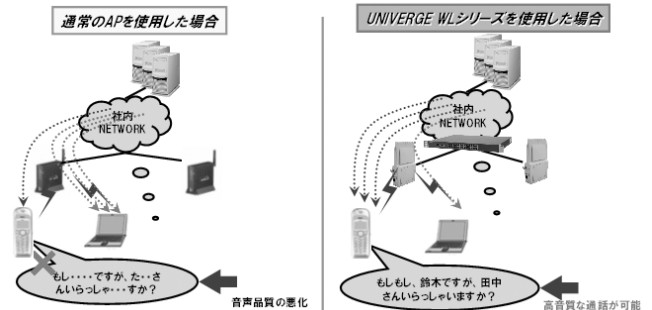 通常のAPを使用した場合
社内
NETWORK
もし・・・・ですが、た・・さ
んいらっしゃ・・・すか？
音声品質の悪化
UNIVERGE WLシリーズを使用した場合
社内
NETWORK
もしもし、鈴木ですが、田中
さんいらっしゃいますか？
高音質な通話が可能